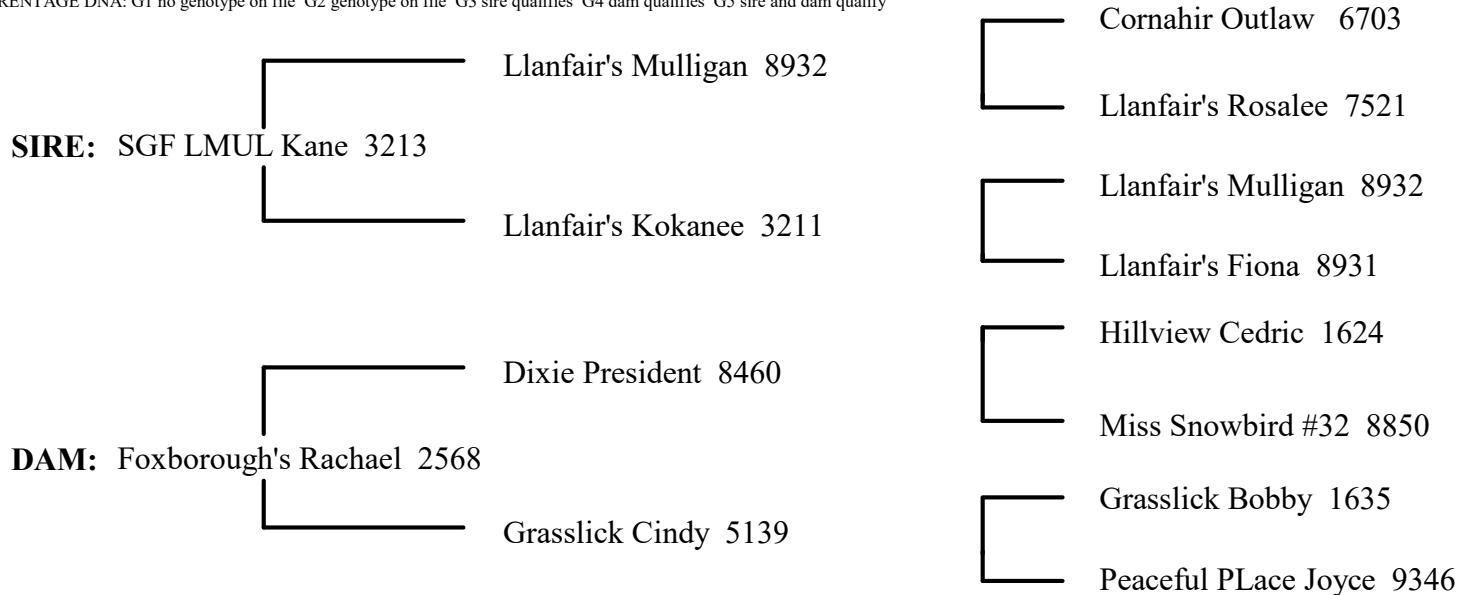 RENTAGE DNA: G1 no genotype on file G2 genotype on file G3 sire qualifies G4 dam qualifies G5 sire and dam qualify
Cornahir Outlaw 6703
Llanfair's Mulligan 8932
Llanfair's Rosalee 7521
SIRE: SGF LMUL Kane 3213
Llanfair's Mulligan 8932
Llanfair's Kokanee 3211
Llanfair's Fiona 8931
Hillview Cedric 1624
Dixie President 8460
Miss Snowbird #32 8850
DAM: Foxborough's Rachael 2568
Grasslick Bobby 1635
Grasslick Cindy 5139
Peaceful PLace Joyce 9346